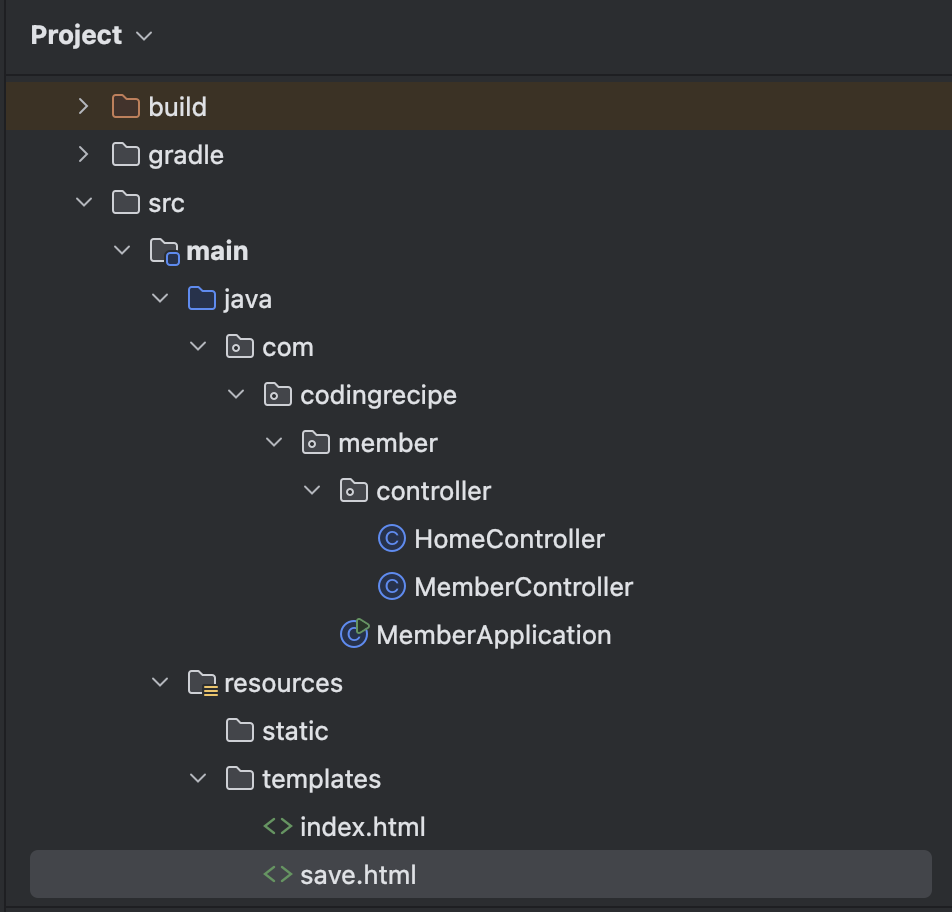 Project
build
gradle
src
main
java
com
codingrecipe
member
controller
HomeController
MemberController
MemberApplication
resources
static
templates
index.html
save.html